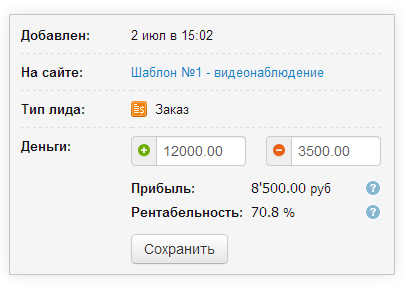 Добавлен: 2 июл в 15:02
На сайте: Шаблон №1 - видеонаблюдение
Тип лида: Заказ
Деньги: 12000.00 3500.00
Прибыль: 8'500.00 руб ?
Рентабельность: 70.8 % ?
Сохранить